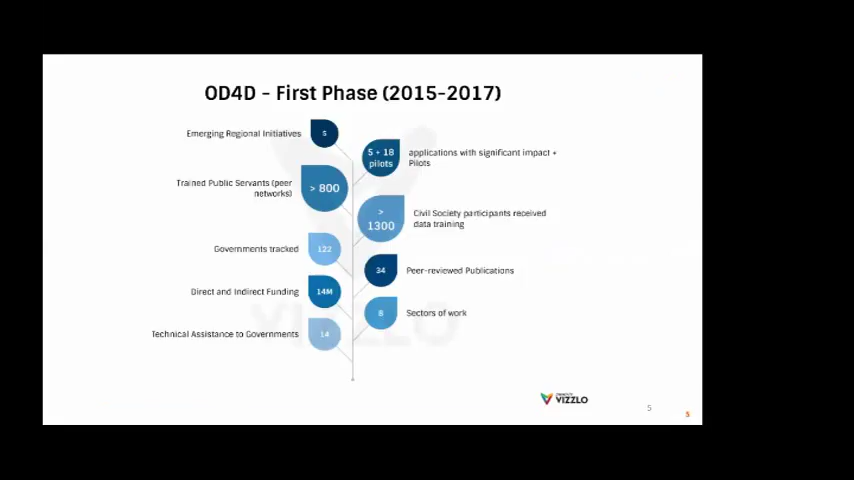 OD4D - First Phase (2015-2017)
Emerging Regional Initiatives
5
5 + 18
pilots
applications with significant impact +
Pilots
Trained Public Servants (peer
networks)
> 800
>
1300
Civil Society participants received
data training
Governments tracked
122
34
Peer-reviewed Publications
Direct and Indirect Funding
14M
8
Sectors of work
Technical Assistance to Governments
14
VIZZLO
VIZZLO
5
5